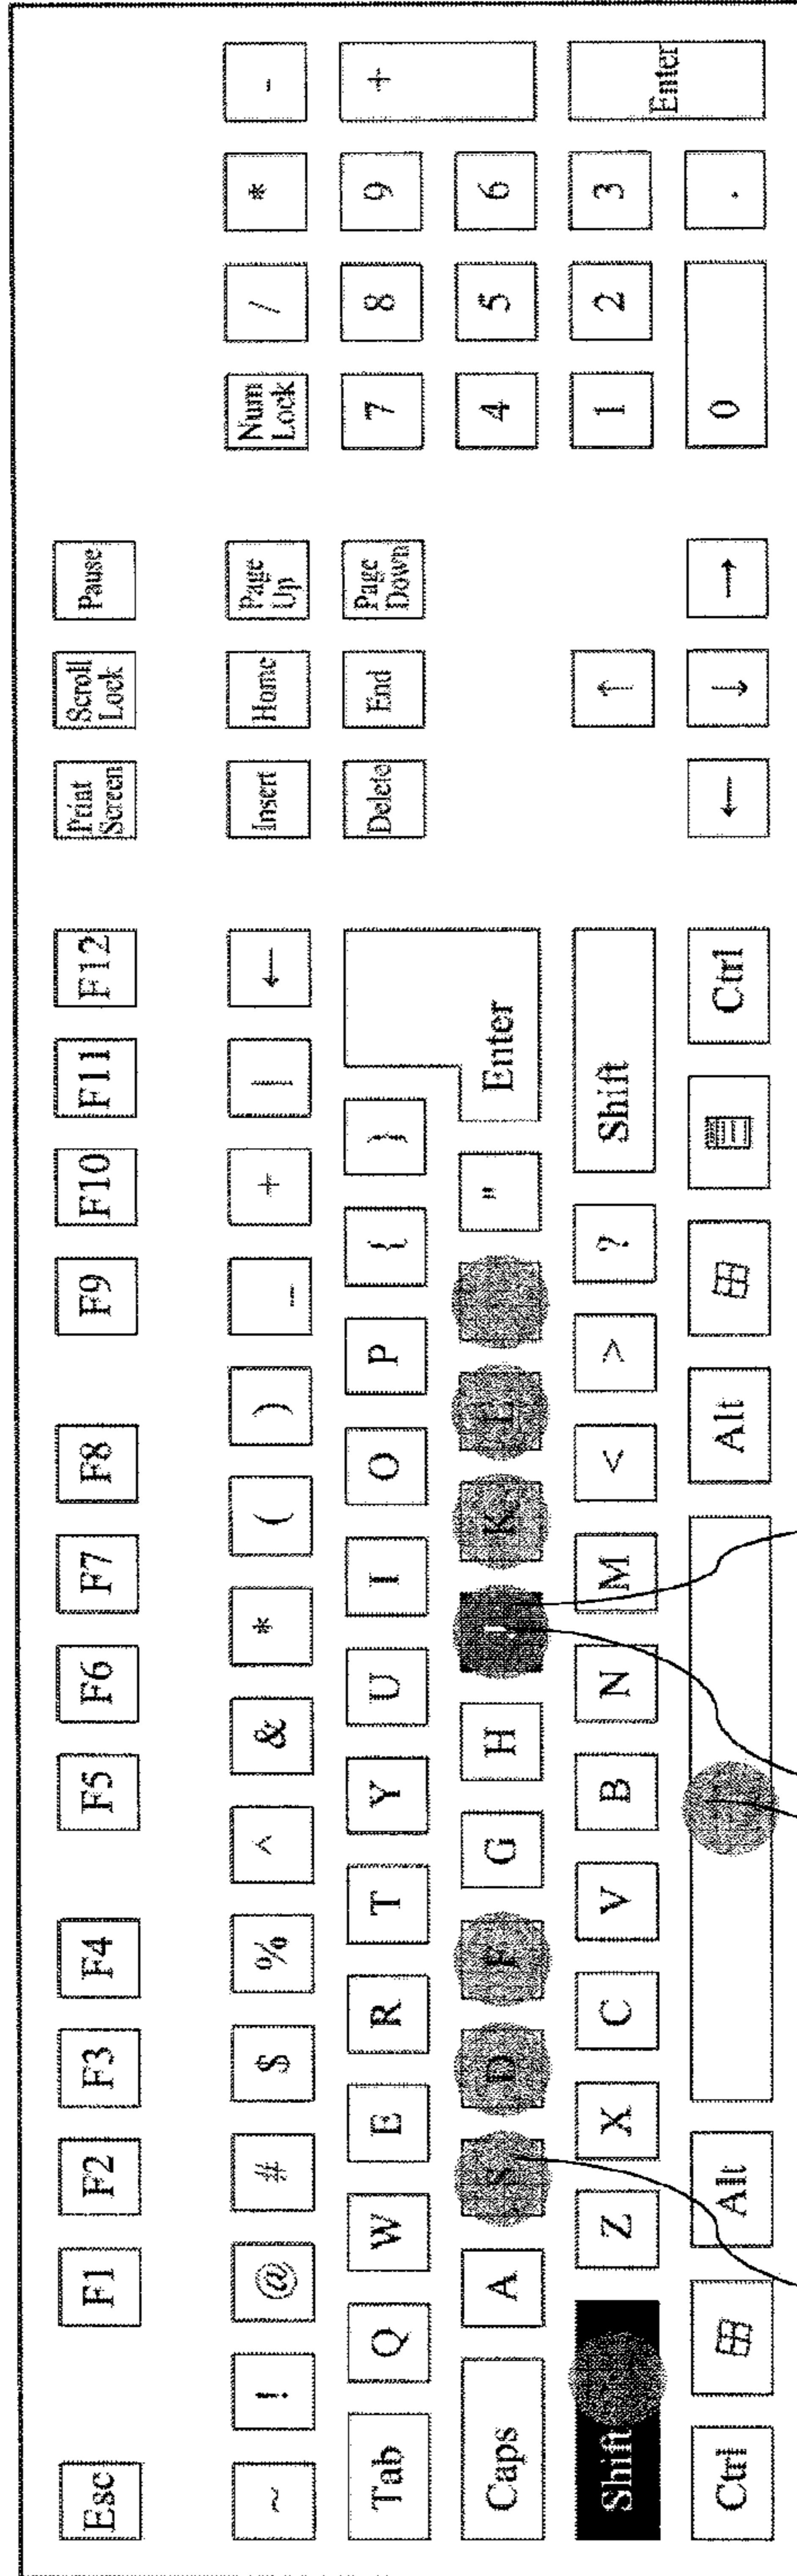 Esc F1 F2 F3 F4 F5 F6 F7 F8 F9 F10 F11 F12 Print Screen Scroll Lock Pause
~ ! @ # $ % ^ & * ( ) _ + | ← Insert Home Page Up Num Lock / * -
Tab Q W E R T Y U I O P { } Enter Delete End Page Down 7 8 9 +
Caps A S D F G H J K L " 4 5 6
Shift Z X C V B N M < > ? Shift ↑ 1 2 3 Enter
Ctrl Alt Alt Ctrl ← ↓ → 0 .